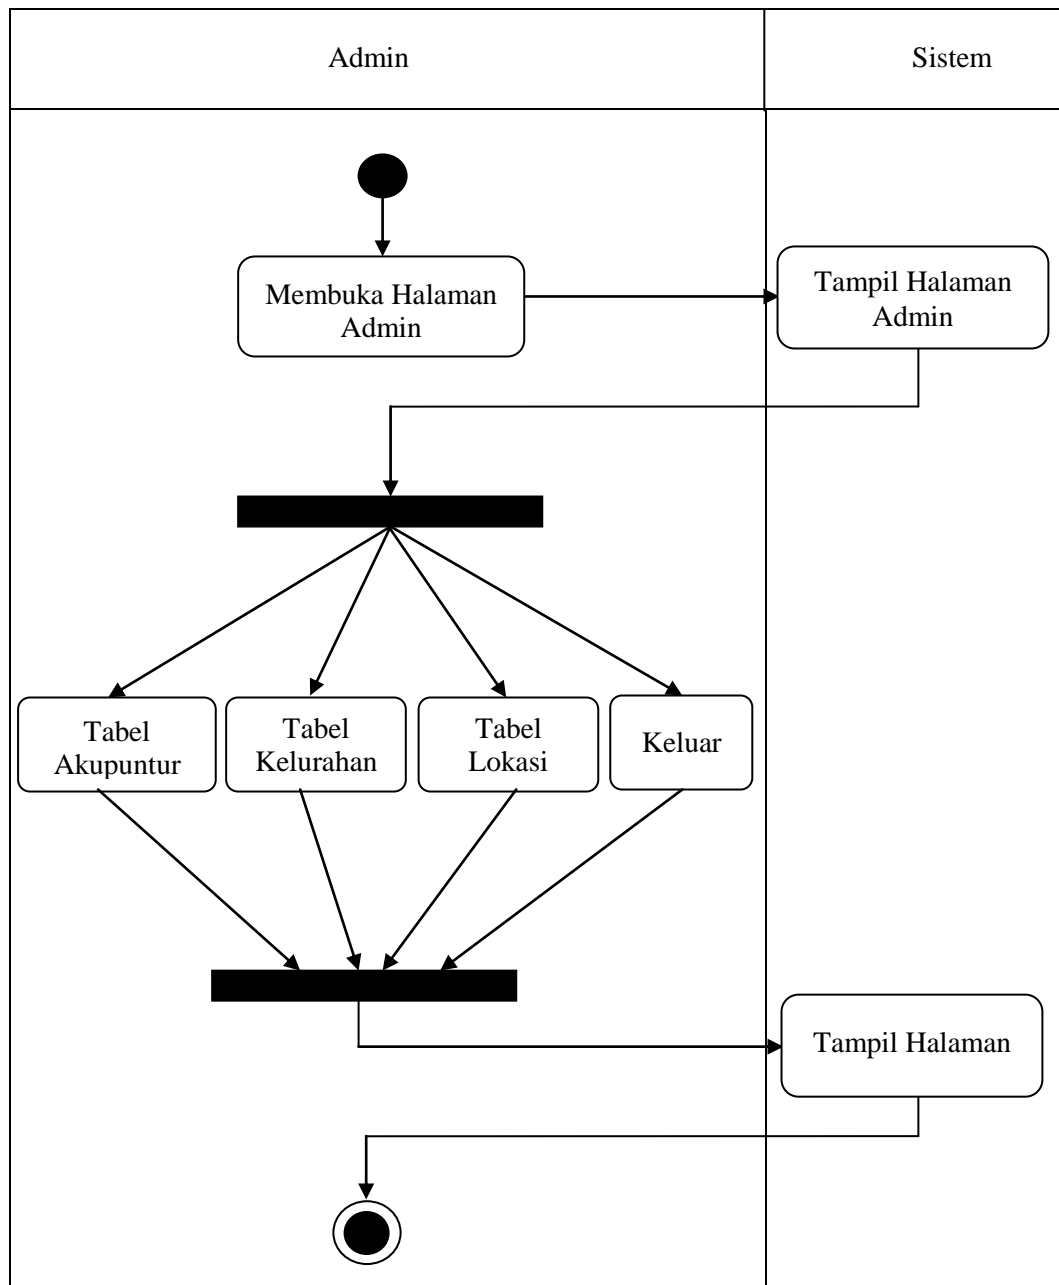 Admin
Sistem
Membuka Halaman
Admin
Tampil Halaman
Admin
Tabel
Akupuntur
Tabel
Kelurahan
Tabel
Lokasi
Keluar
Tampil Halaman